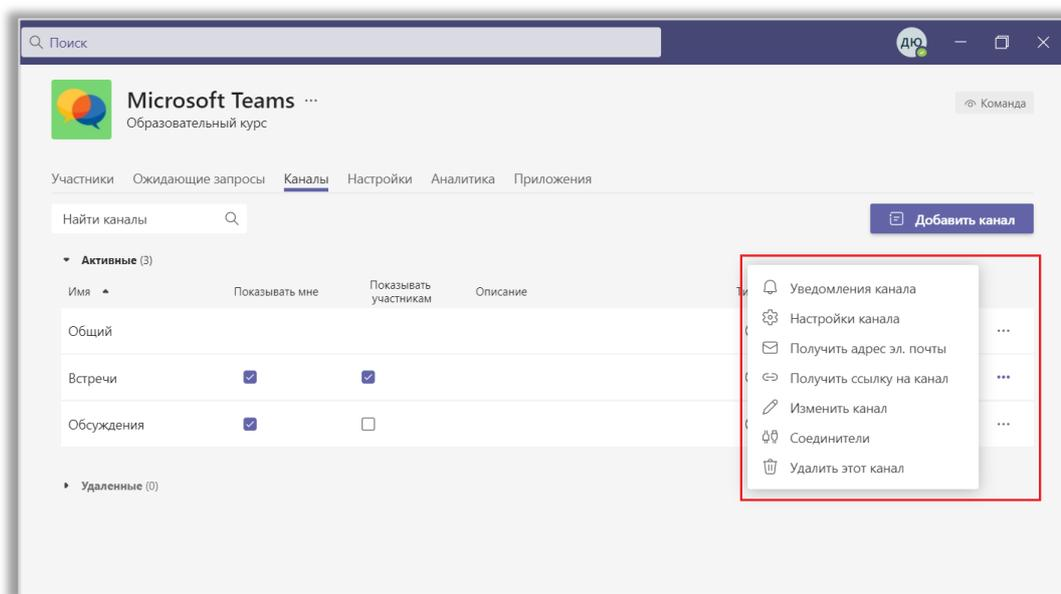 Поиск
ДЮ
Microsoft Teams ...
Образовательный курс
Команда
Участники Ожидающие запросы Каналы Настройки Аналитика Приложения
Найти каналы
Добавить канал
Активные (3)
Имя Показывать мне Показывать участникам Описание
Общий
Встречи
Обсуждения
Удаленные (0)
Уведомления канала
Настройки канала
Получить адрес эл. почты
Получить ссылку на канал
Изменить канал
Соединители
Удалить этот канал